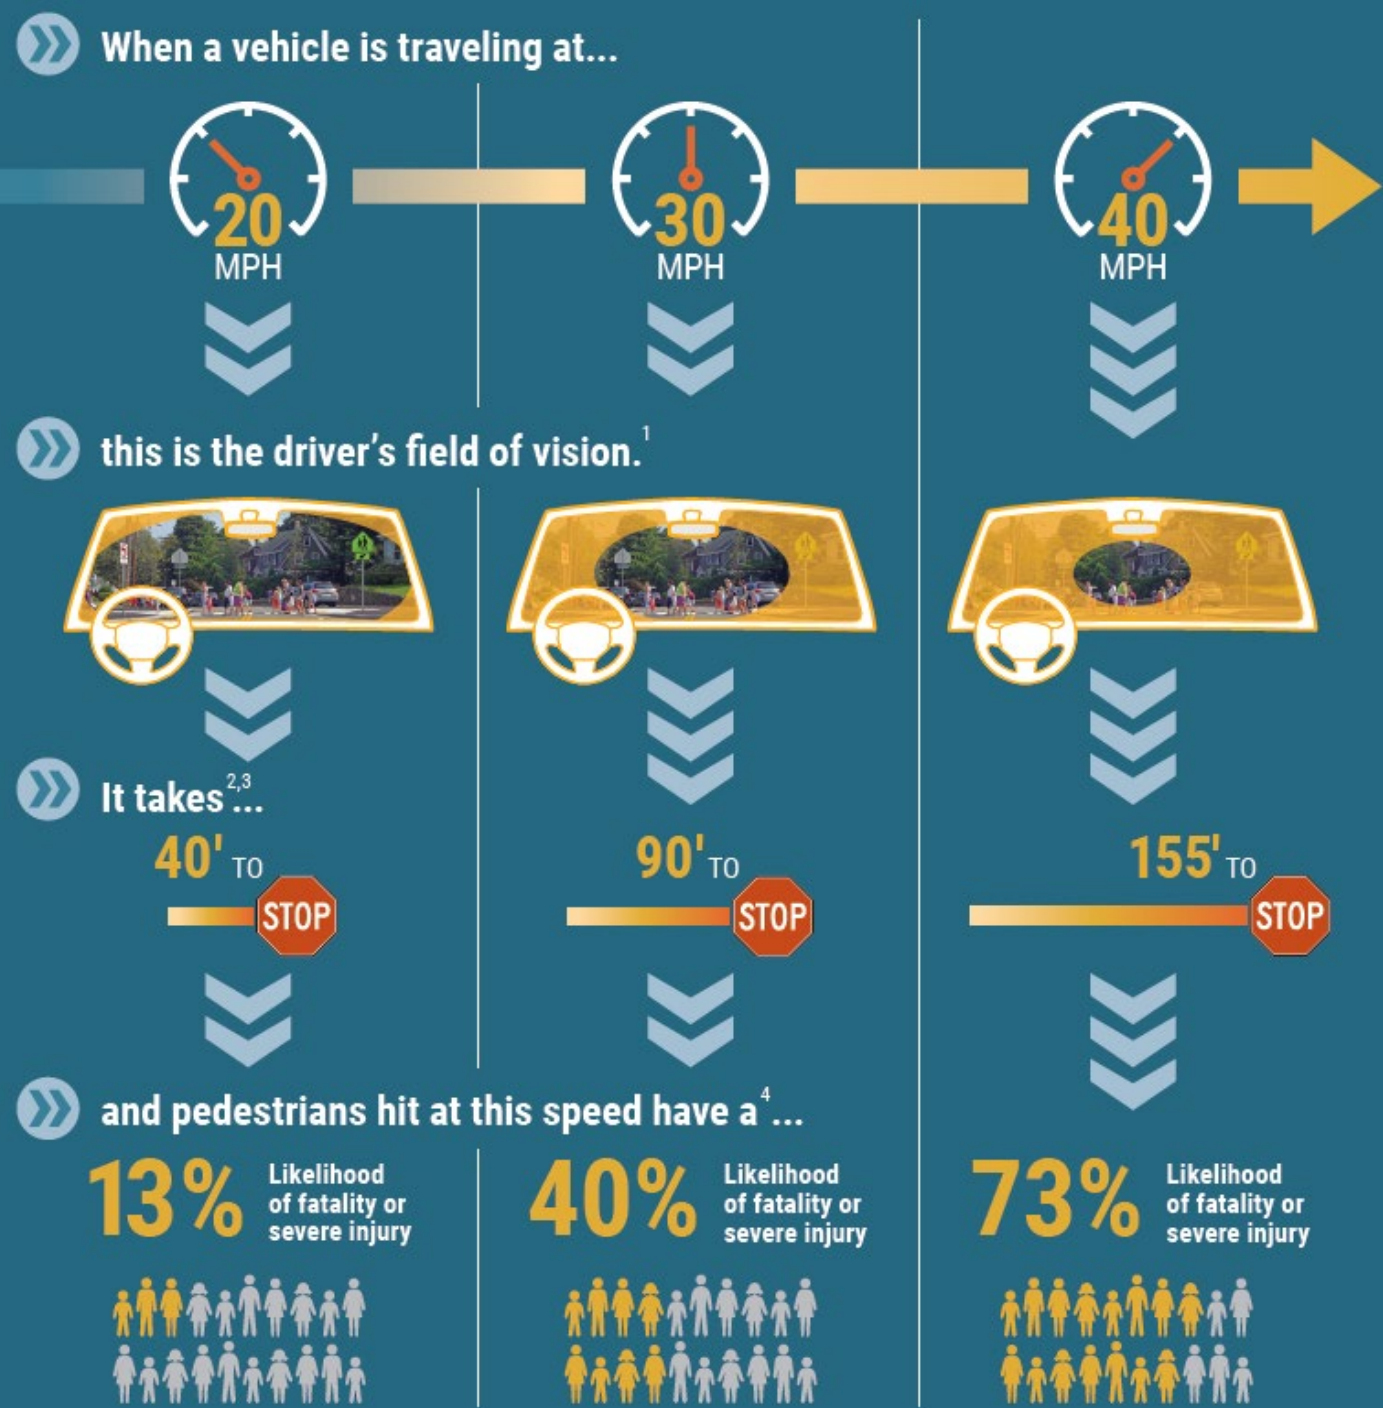 When a vehicle is traveling at...
20
MPH
30
MPH
40
MPH
this is the driver's field of vision.1
It takes2,3...
40' TO
STOP
90' TO
STOP
155' TO
STOP
and pedestrians hit at this speed have a4...
13%
Likelihood
of fatality or
severe injury
40%
Likelihood
of fatality or
severe injury
73%
Likelihood
of fatality or
severe injury